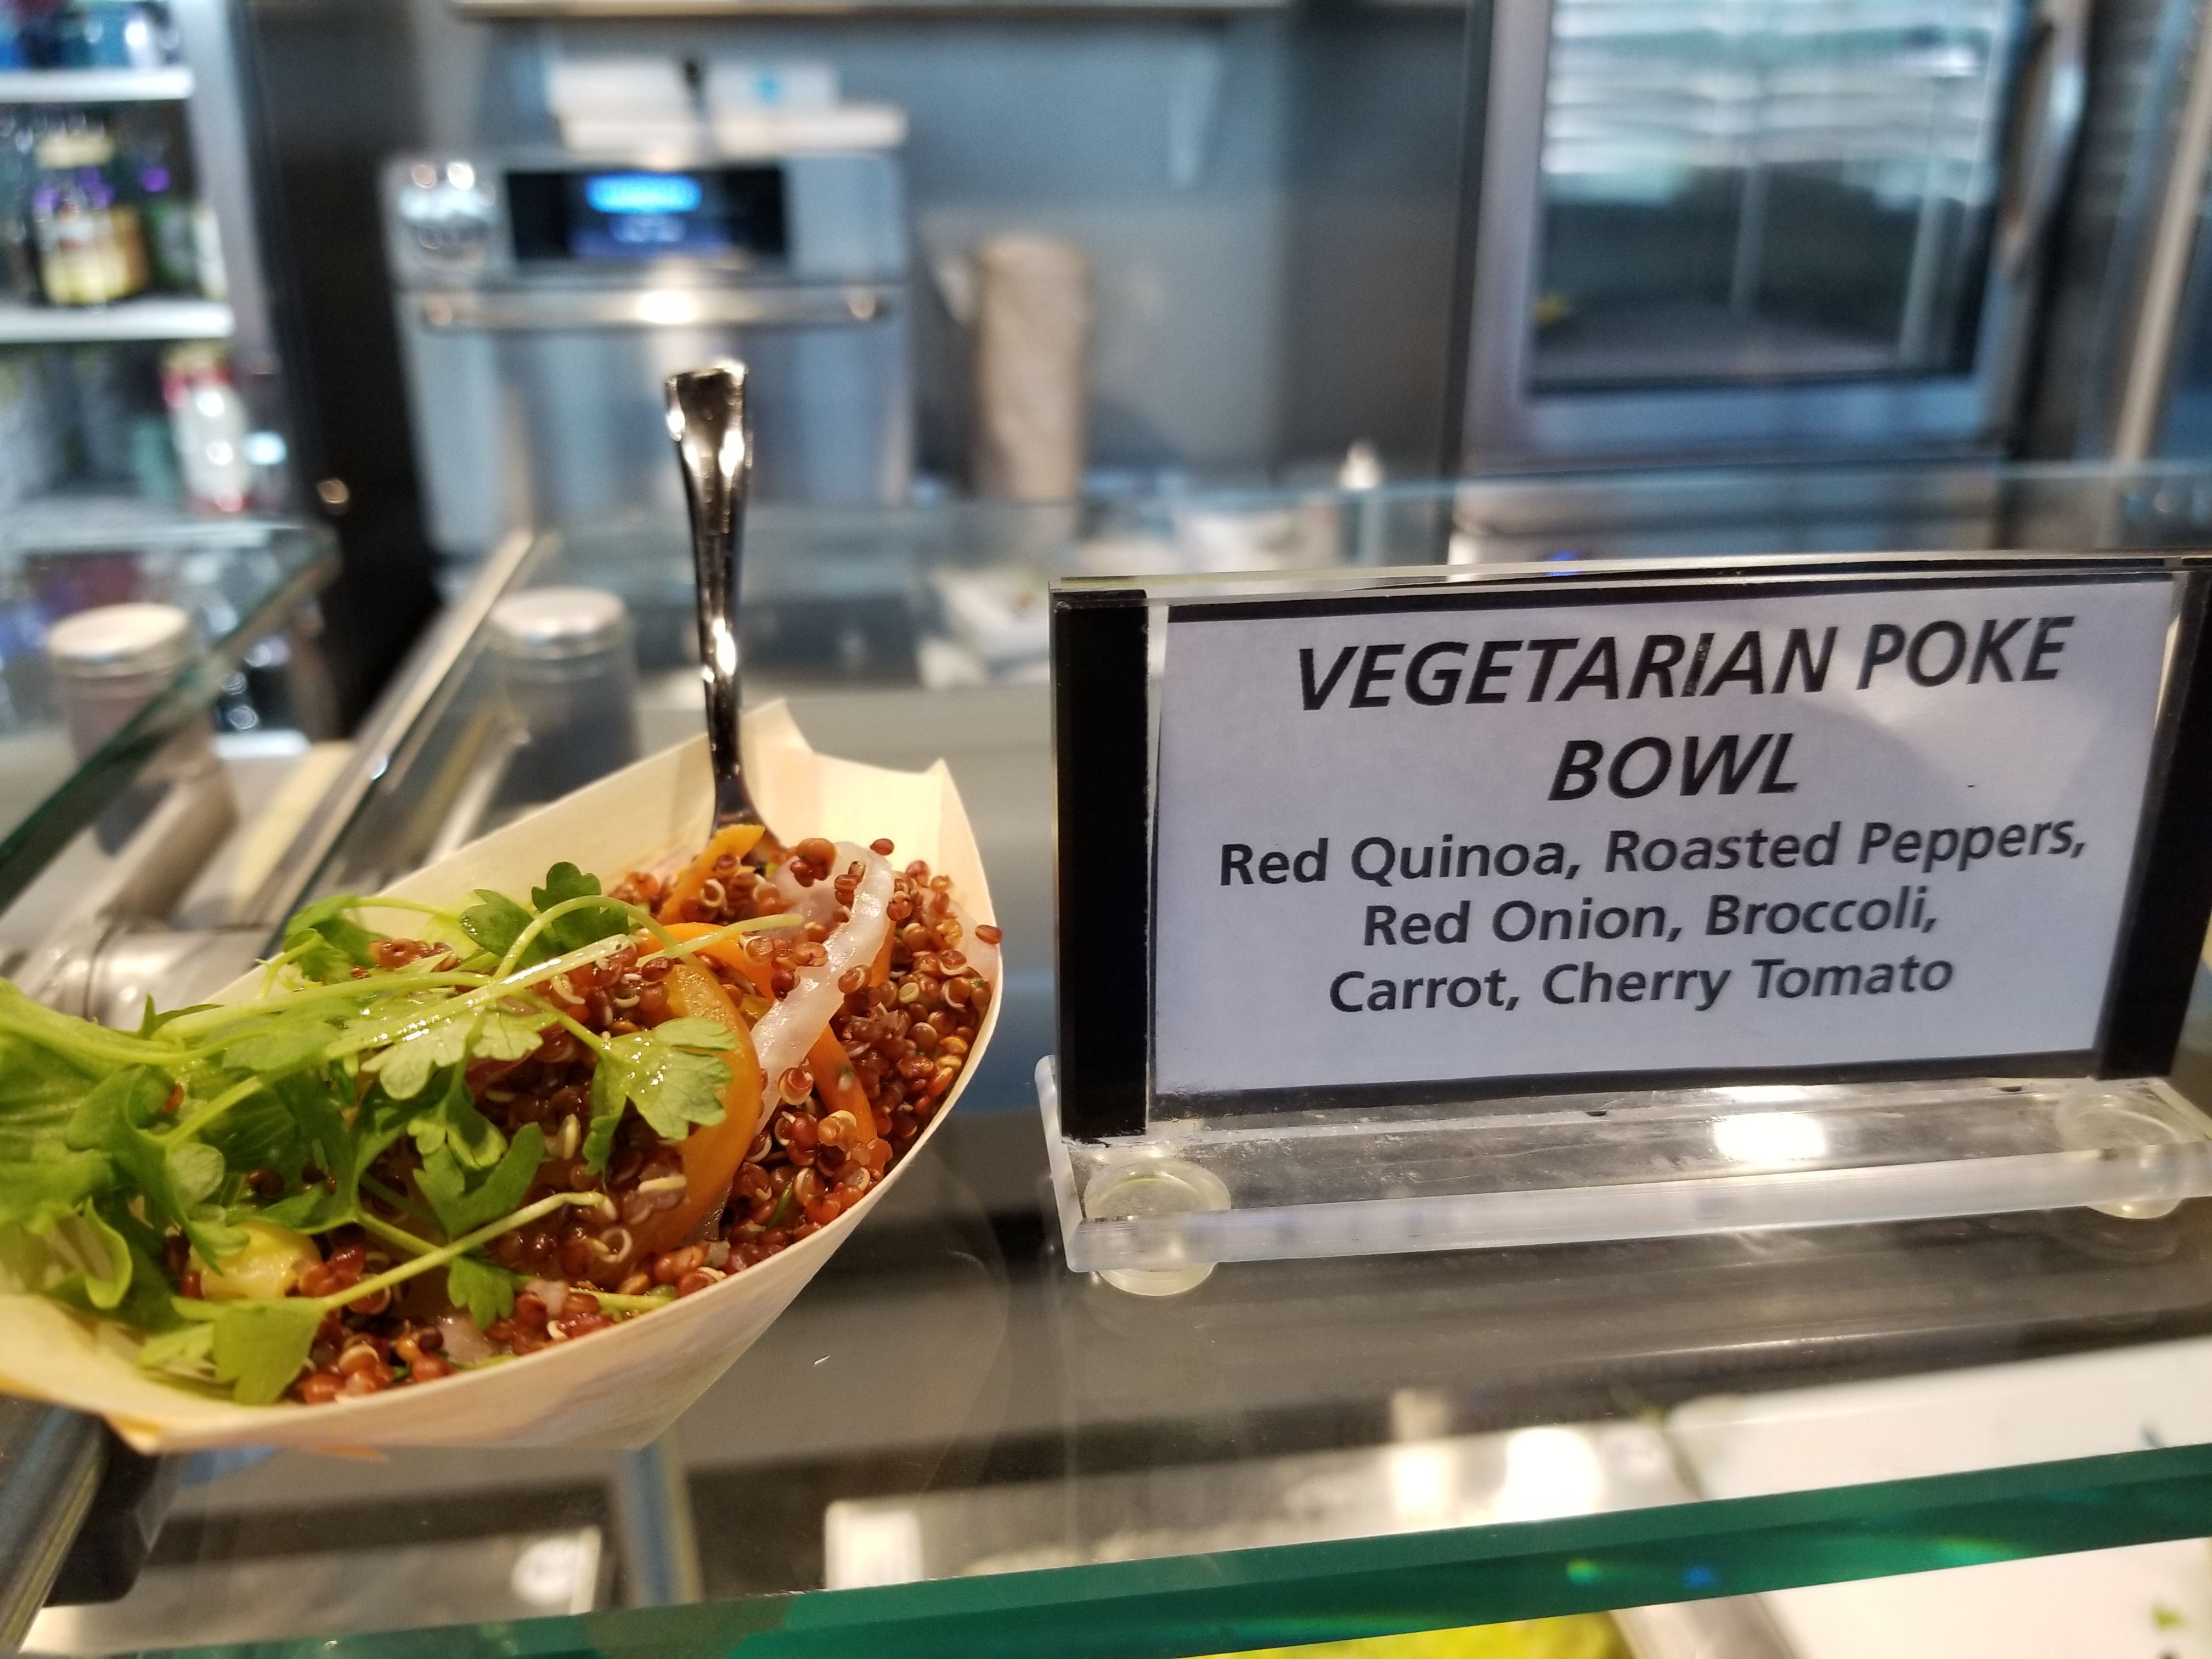 VEGETARIAN POKE
BOWL
Red Quinoa, Roasted Peppers,
Red Onion, Broccoli,
Carrot, Cherry Tomato